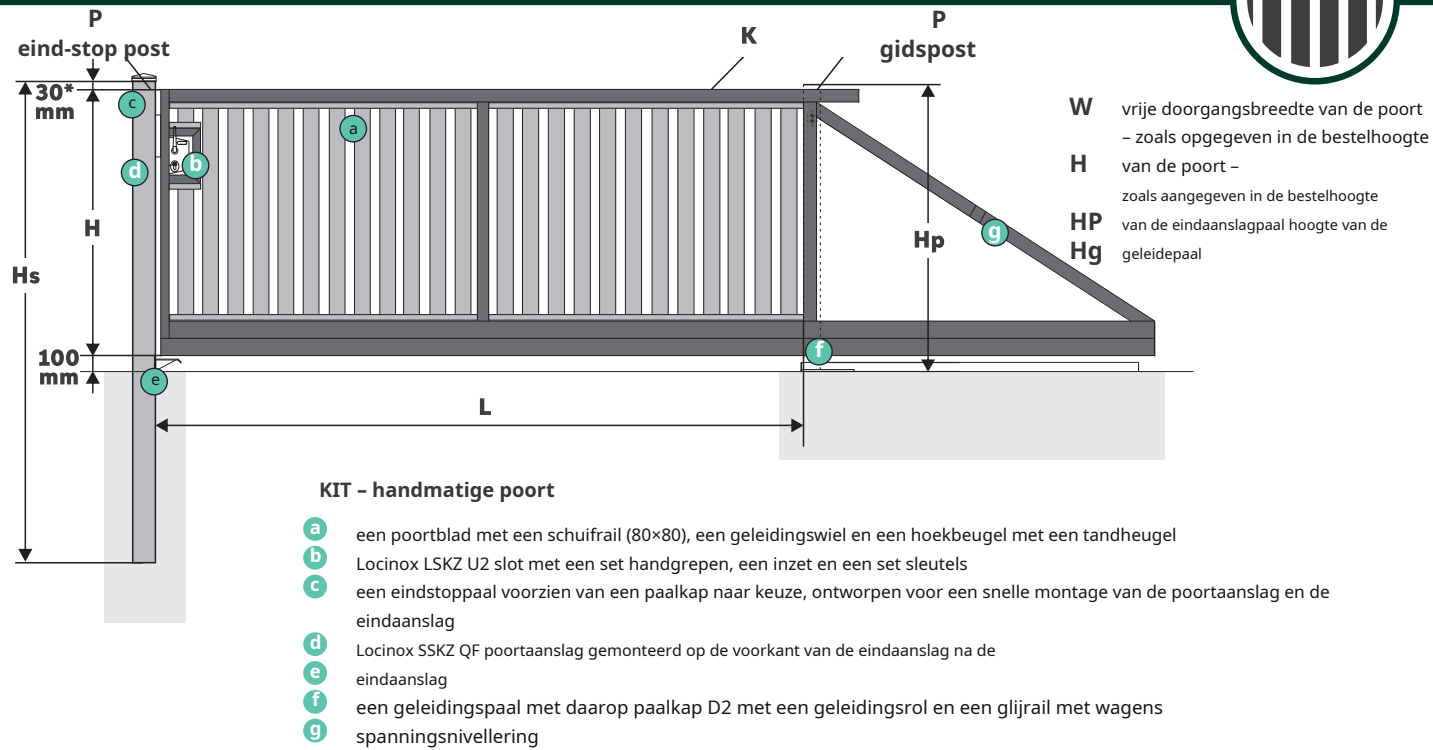 P
eind-stop post
K
P
gidspost
30*
mm
c
a
d
b
H
Hs
Hp
g
100
mm
e
f
L
W vrije doorgangsbreedte van de poort
– zoals opgegeven in de bestelhoogte
H van de poort –
zoals aangegeven in de bestelhoogte
HP van de eindaanslagpaal hoogte van de
Hg geleidepaal
KIT – handmatige poort
a een poortblad met een schuifrail (80×80), een geleidingswiel en een hoekbeugel met een tandheugel
b Locinox LSKZ U2 slot met een set handgrepen, een inzet en een set sleutels
c een eindstoppaal voorzien van een paalkap naar keuze, ontworpen voor een snelle montage van de poortaanslag en de
eindaanslag
d Locinox SSKZ QF poortaanslag gemonteerd op de voorkant van de eindaanslag na de
e eindaanslag
f een geleidingspaal met daarop paalkap D2 met een geleidingsrol en een glijrail met wagens
g spanningsnivellering